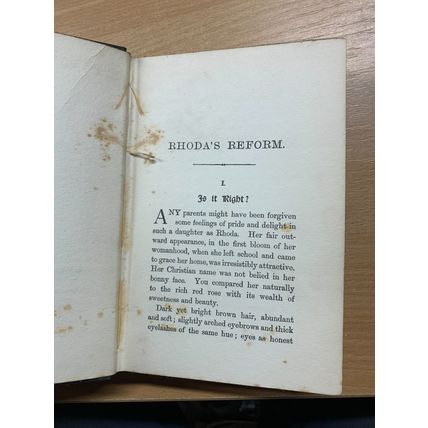 RHODA'S REFORM.
I.
Is it Right?
ANY parents might have been forgiven
some feelings of pride and delight in
such a daughter as Rhoda. Her fair out-
ward appearance, in the first bloom of her
womanhood, when she left school and came
to grace her home, was irresistibly attractive.
Her Christian name was not belied in her
bonny face. You compared her naturally
to the rich red rose with its wealth of
sweetness and beauty.
Dark yet bright brown hair, abundant
and soft; slightly arched eyebrows and thick
eyelashes of the same hue; eyes as honest